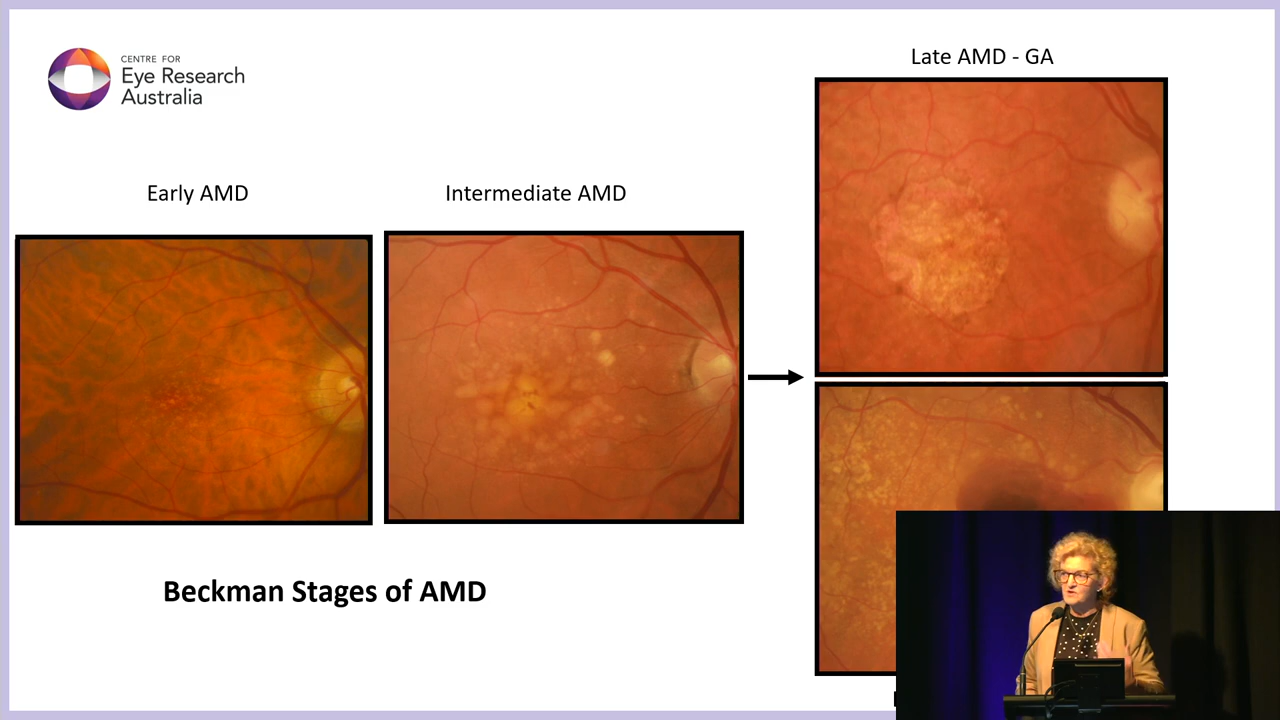 CENTRE FOR
Eye Research
Australia
Late AMD - GA
Early AMD
Intermediate AMD
Beckman Stages of AMD